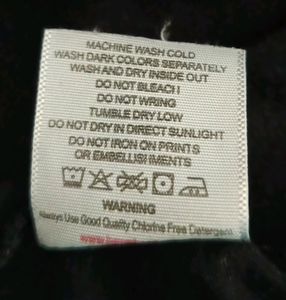 MACHINE WASH COLD
WASH DARK COLORS SEPARATELY
WASH AND DRY INSIDE OUT
DO NOT BLEACH
DO NOT WRING
TUMBLE DRY LOW
DO NOT DRY IN DIRECT SUNLIGHT
DO NOT IRON ON PRINTS
OR EMBELLISHMENTS
WARNING
Always Use Good Quality Chlorine Free Detergent